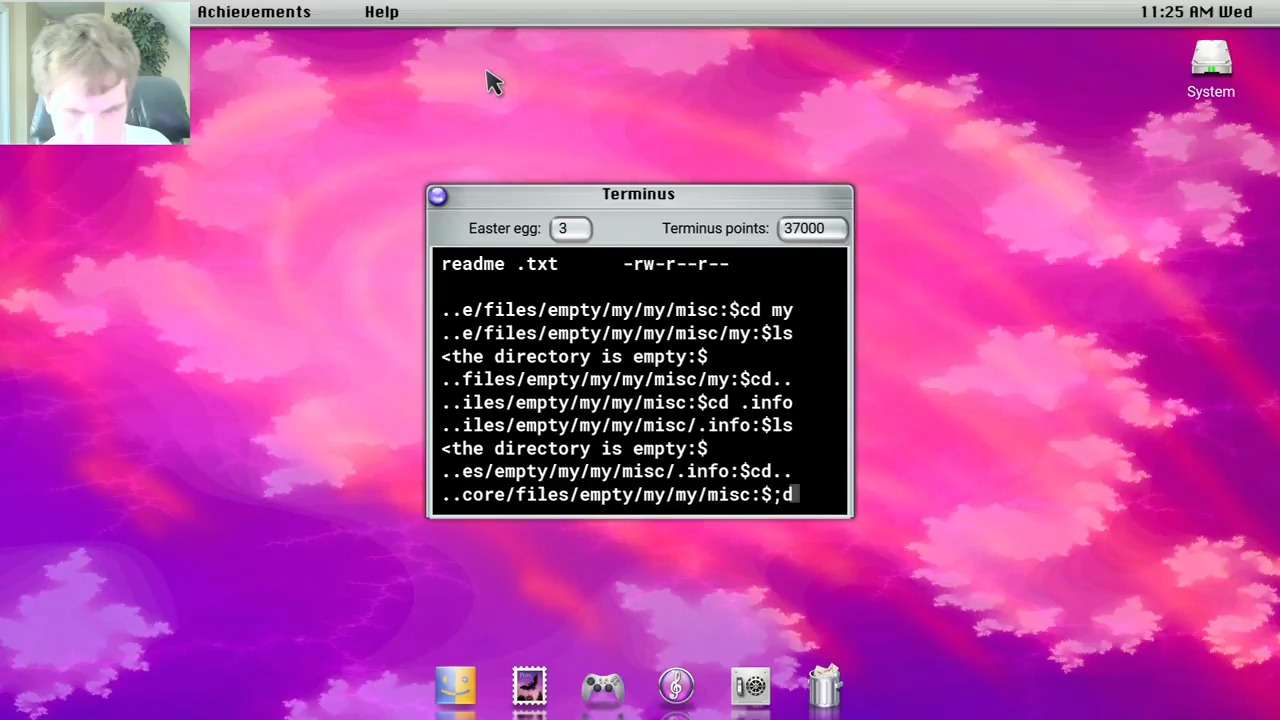 Achievements Help 11:25 AM Wed
System
Terminus
Easter egg: 3 Terminus points: 37000
readme .txt -rw-r--r--
..e/files/empty/my/my/misc:$cd my
..e/files/empty/my/my/misc/my:$ls
<the directory is empty:$
..files/empty/my/my/misc/my:$cd..
..iles/empty/my/my/misc:$cd .info
..iles/empty/my/my/misc/.info:$ls
<the directory is empty:$
..es/empty/my/my/misc/.info:$cd..
..core/files/empty/my/my/misc:$;d